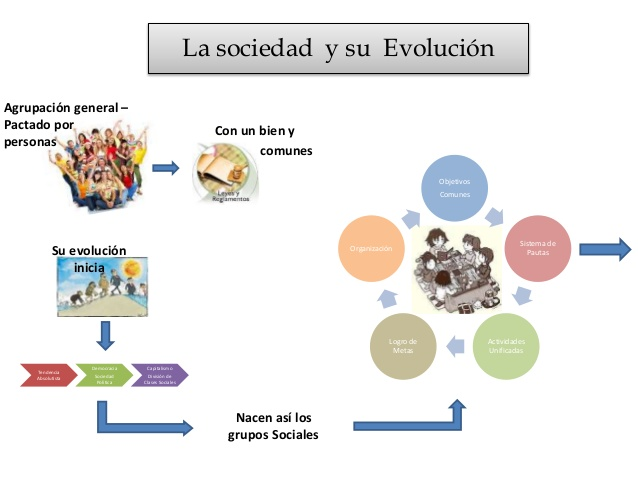 La sociedad y su Evolución
Agrupación general –
Pactado por
personas
Con un bien y
comunes
Leyes y
Reglamentos
Su evolución
inicia
Tendencia
Absolutista
Democracia
Sociedad
Política
Capitalismo
División de
Clases Sociales
Nacen así los
grupos Sociales
Objetivos
Comunes
Sistema de
Pautas
Actividades
Unificadas
Logro de
Metas
Organización